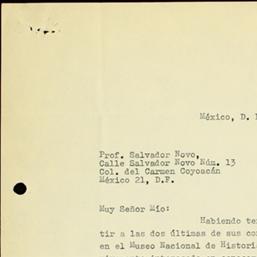 México, D.
Prof. Salvador Novo,
Calle Salvador Novo Núm. 13
Col. del Carmen Coyoacán
México 21, D.F.
Muy Señor Mío:
Habiendo
tir a las dos últimas de sus
en el Museo Nacional de